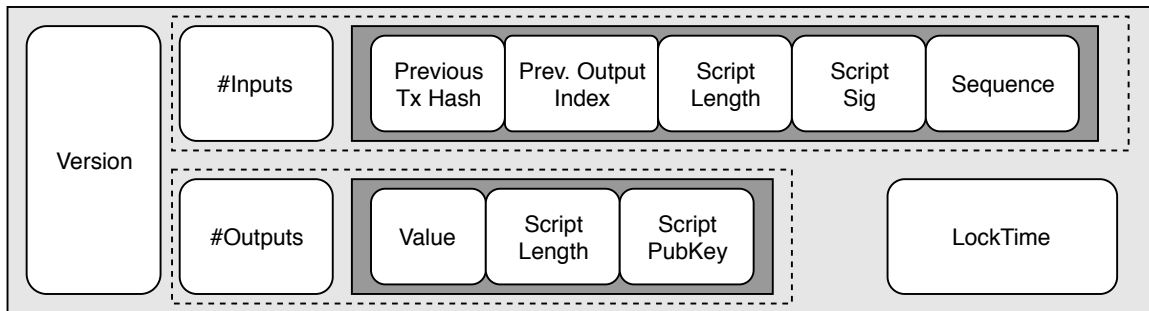 Version
#Inputs
Previous
Tx Hash
Prev. Output
Index
Script
Length
Script
Sig
Sequence
#Outputs
Value
Script
Length
Script
PubKey
LockTime